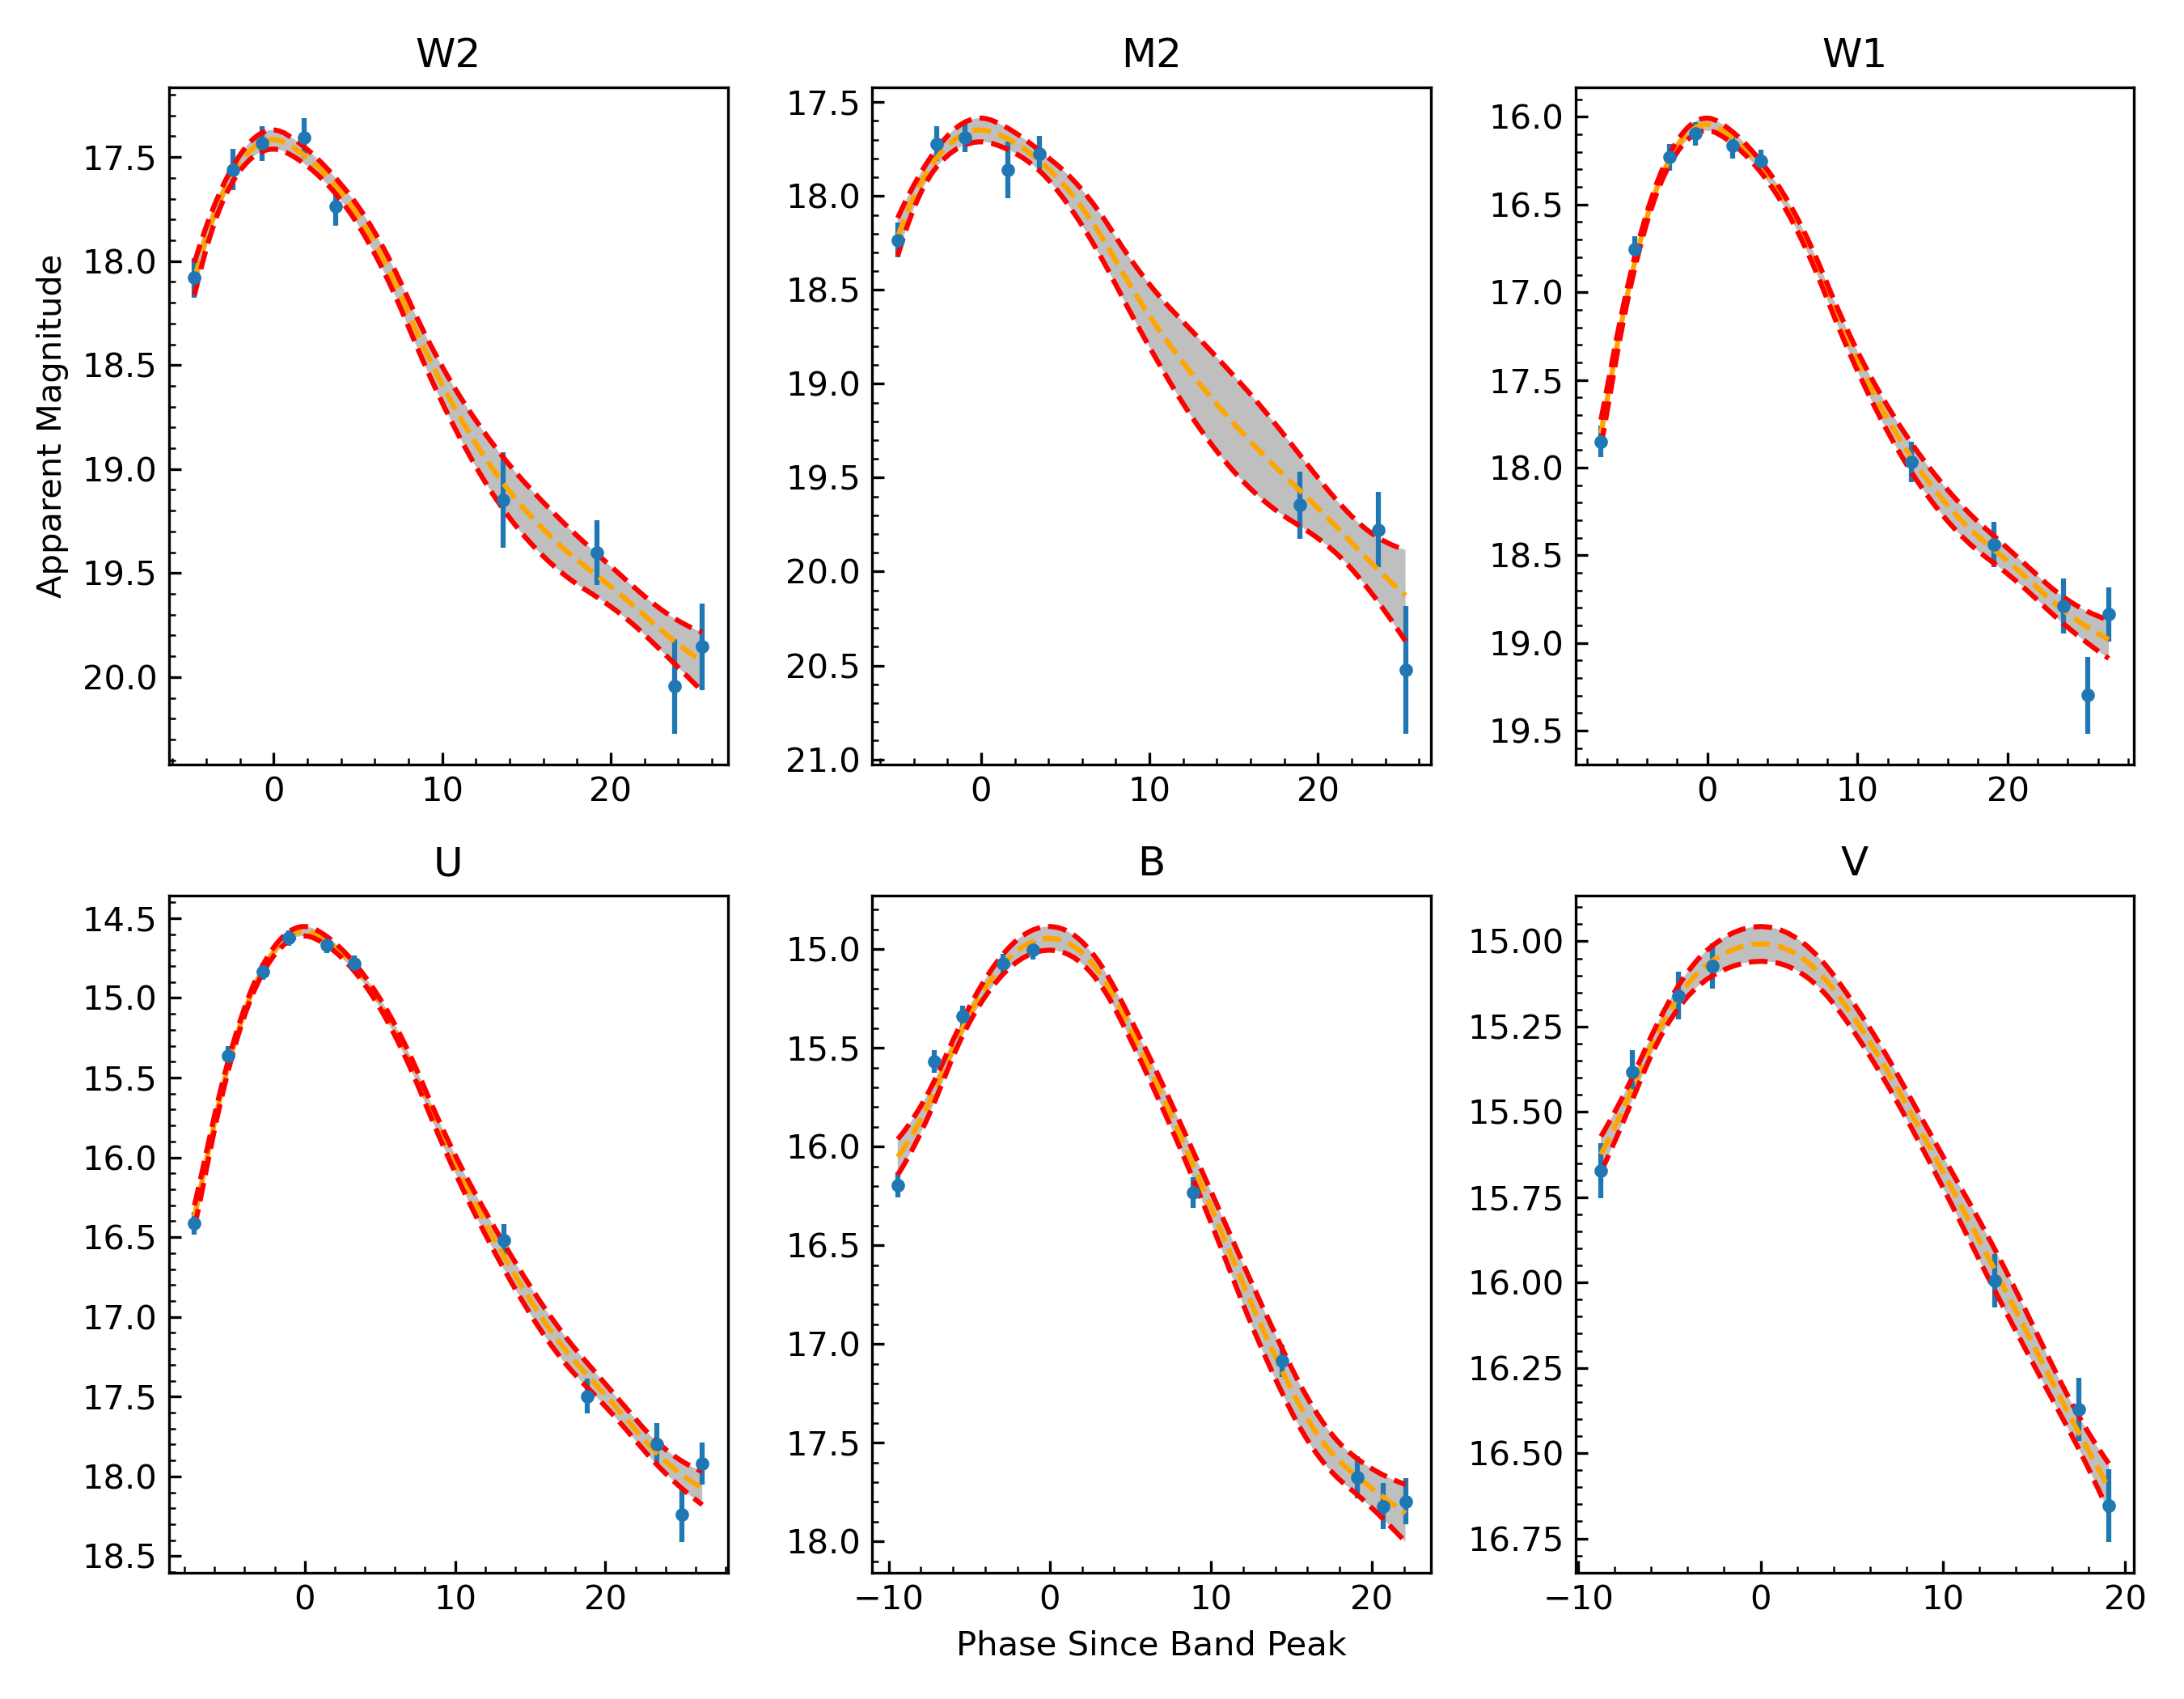 W2 M2 W1
17.5 17.5 16.0
18.0 18.0 16.5
18.5 18.5 17.0
19.0 19.0 17.5
19.5 19.5 18.0
20.0 20.0 18.5
20.5 19.0
21.0 19.5
Apparent Magnitude
0 10 20 0 10 20 0 10 20
U B V
14.5 15.0 15.00
15.0 15.5 15.25
15.5 16.0 15.50
16.0 16.5 15.75
16.5 17.0 16.00
17.0 17.5 16.25
17.5 18.0 16.50
18.0 16.75
18.5
0 10 20 −10 0 10 20 −10 0 10 20
Phase Since Band Peak